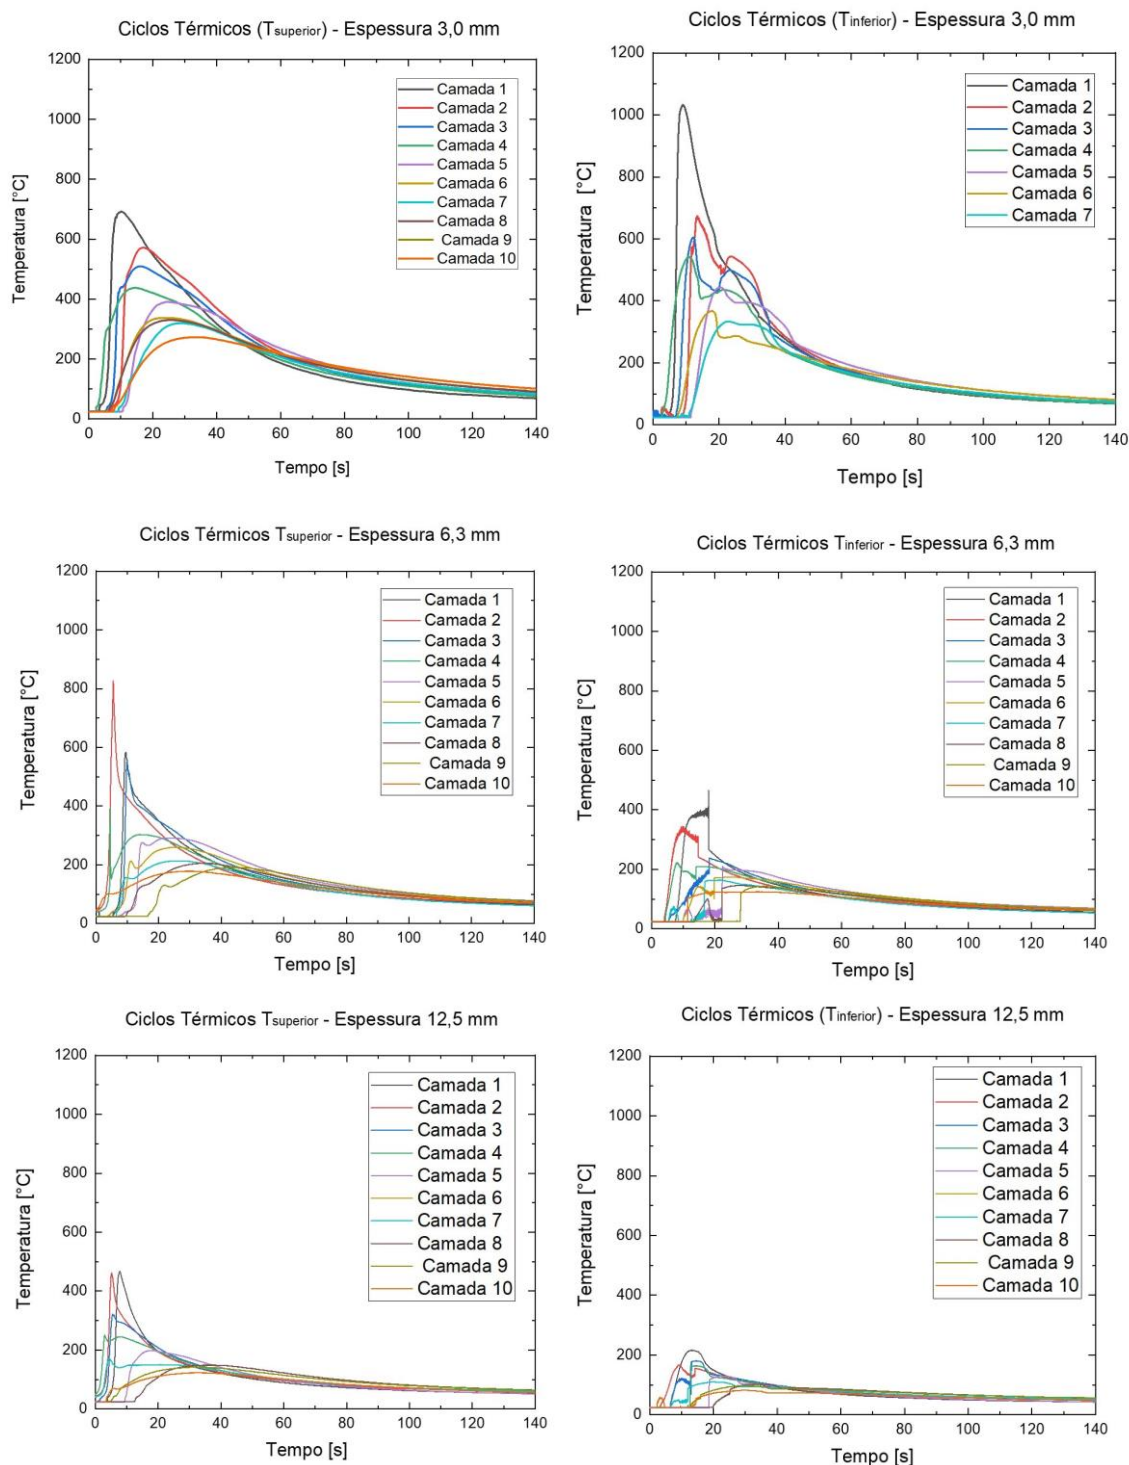 Ciclos Térmicos (Tsuperior) - Espessura 3,0 mm
1200
1000
800
600
400
200
0
Temperatura [°C]
Camada 1
Camada 2
Camada 3
Camada 4
Camada 5
Camada 6
Camada 7
Camada 8
Camada 9
Camada 10
0 20 40 60 80 100 120 140
Tempo [s]
Ciclos Térmicos (Tinferior) - Espessura 3,0 mm
1200
1000
800
600
400
200
0
Temperatura [°C]
Camada 1
Camada 2
Camada 3
Camada 4
Camada 5
Camada 6
Camada 7
0 20 40 60 80 100 120 140
Tempo [s]
Ciclos Térmicos Tsuperior - Espessura 6,3 mm
1200
1000
800
600
400
200
0
Temperatura [°C]
Camada 1
Camada 2
Camada 3
Camada 4
Camada 5
Camada 6
Camada 7
Camada 8
Camada 9
Camada 10
0 20 40 60 80 100 120 140
Tempo [s]
Ciclos Térmicos Tinferior - Espessura 6,3 mm
1200
1000
800
600
400
200
0
Temperatura [°C]
Camada 1
Camada 2
Camada 3
Camada 4
Camada 5
Camada 6
Camada 7
Camada 8
Camada 9
Camada 10
0 20 40 60 80 100 120 140
Tempo [s]
Ciclos Térmicos Tsuperior - Espessura 12,5 mm
1200
1000
800
600
400
200
0
Temperatura [°C]
Camada 1
Camada 2
Camada 3
Camada 4
Camada 5
Camada 6
Camada 7
Camada 8
Camada 9
Camada 10
0 20 40 60 80 100 120 140
Tempo [s]
Ciclos Térmicos (Tinferior) - Espessura 12,5 mm
1200
1000
800
600
400
200
0
Temperatura [°C]
Camada 1
Camada 2
Camada 3
Camada 4
Camada 5
Camada 6
Camada 7
Camada 8
Camada 9
Camada 10
0 20 40 60 80 100 120 140
Tempo [s]